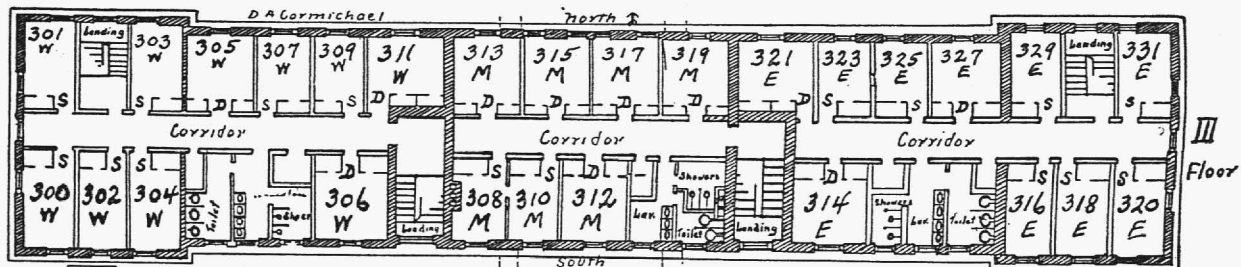 D A Cormichael
North
301 W
Landing
303 W
305 W
307 W
309 W
311 W
313 M
315 M
317 M
319 M
321 E
323 E
325 E
327 E
329 E
Landing
331 E
S
S
D
D
D
D
D
D
S
S
D
S
S
Corridor
Corridor
Corridor
III
Floor
S
S
S
D
S
S
D
Showers
D
S
S
S
300 W
302 W
304 W
Toilet
306 W
Landing
308 M
310 M
312 M
Lav.
Toilet
Landing
314 E
Showers
Lav.
Toilet
316 E
318 E
320 E
South